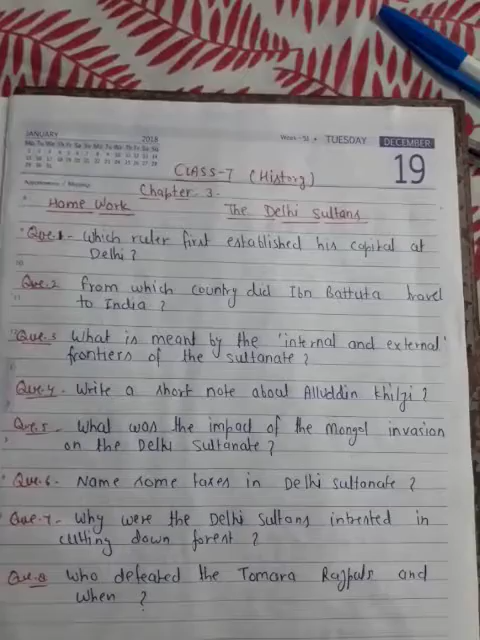 JANUARY 2018
Week - 51 • TUESDAY DECEMBER
19
CLASS-7 (History)
Appointments / Meeting
Chapter 3.
Home Work The Delhi Sultans
Que.1- Which ruler first established his capital at
Delhi ?
Que.2 from which country did Ibn Battuta travel
to India ?
Que.3 What is meant by the 'internal and external'
frontiers of the sultanate ?
Que.4- Write a short note about Alluddin Khilji ?
Que.5- What was the impact of the Mongol invasion
on the Delhi Sultanate ?
Que.6- Name some taxes in Delhi sultanate ?
Que.7- Why were the Delhi sultans intrested in
cutting down forest ?
Que.8 Who defeated the Tomara Rajputs and
When ?